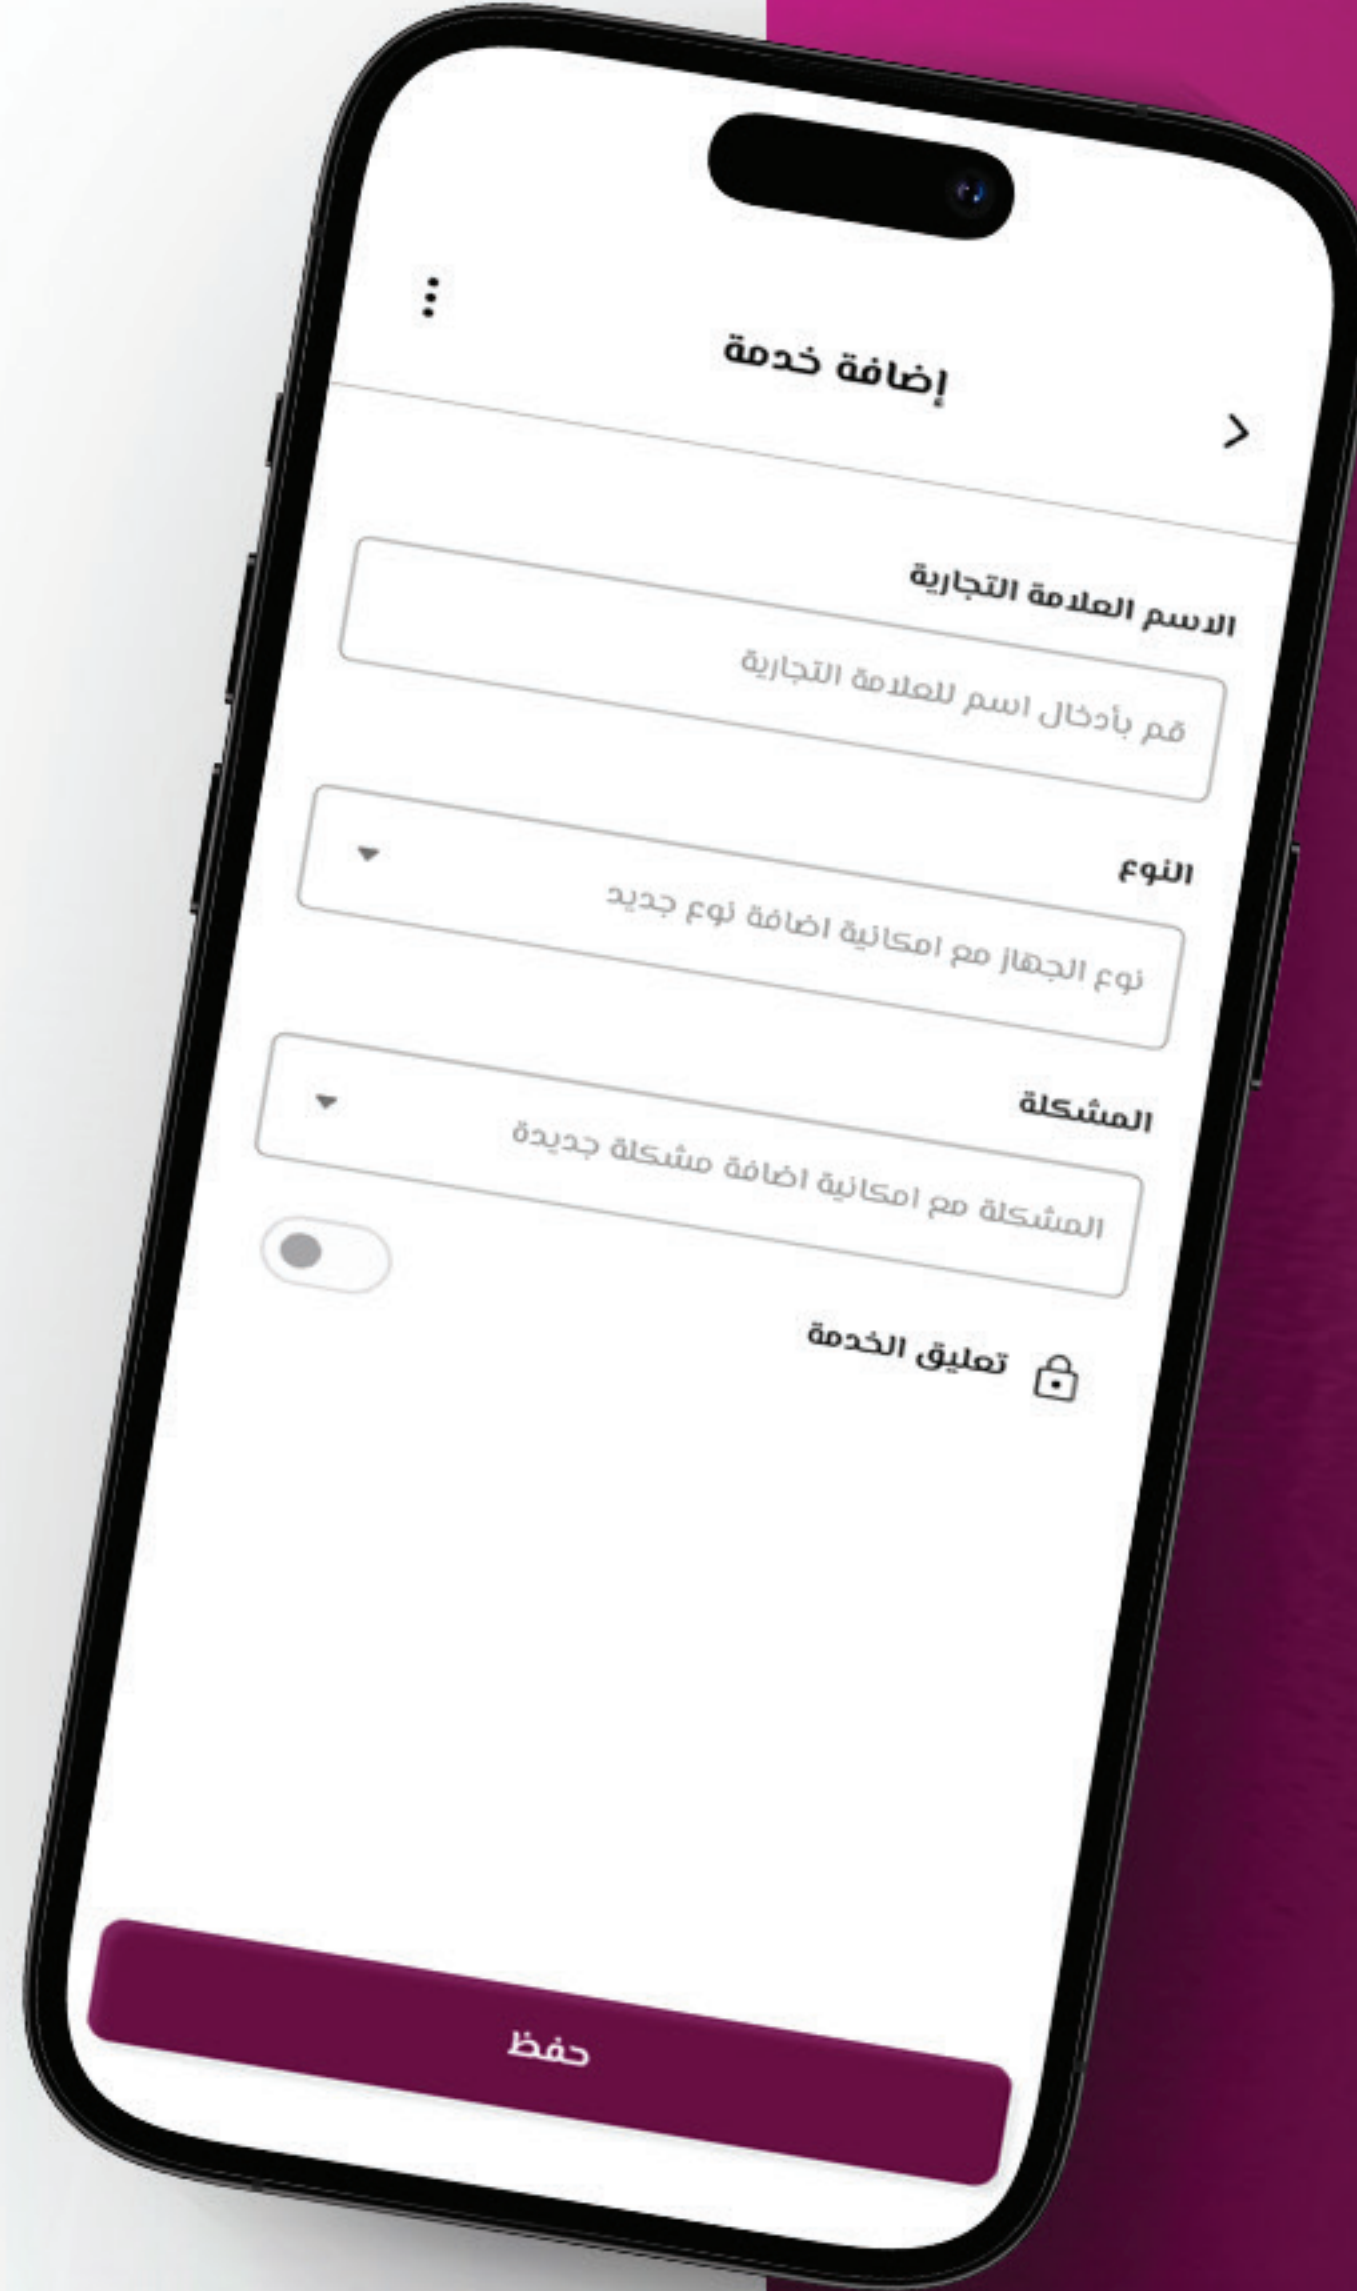 إضافة خدمة
الاسم العلامة التجارية
قم بأدخال اسم للعلامة التجارية
النوع
نوع الجهاز مع امكانية اضافة نوع جديد
المشكلة
المشكلة مع امكانية اضافة مشكلة جديدة
تعليق الخدمة
حفظ